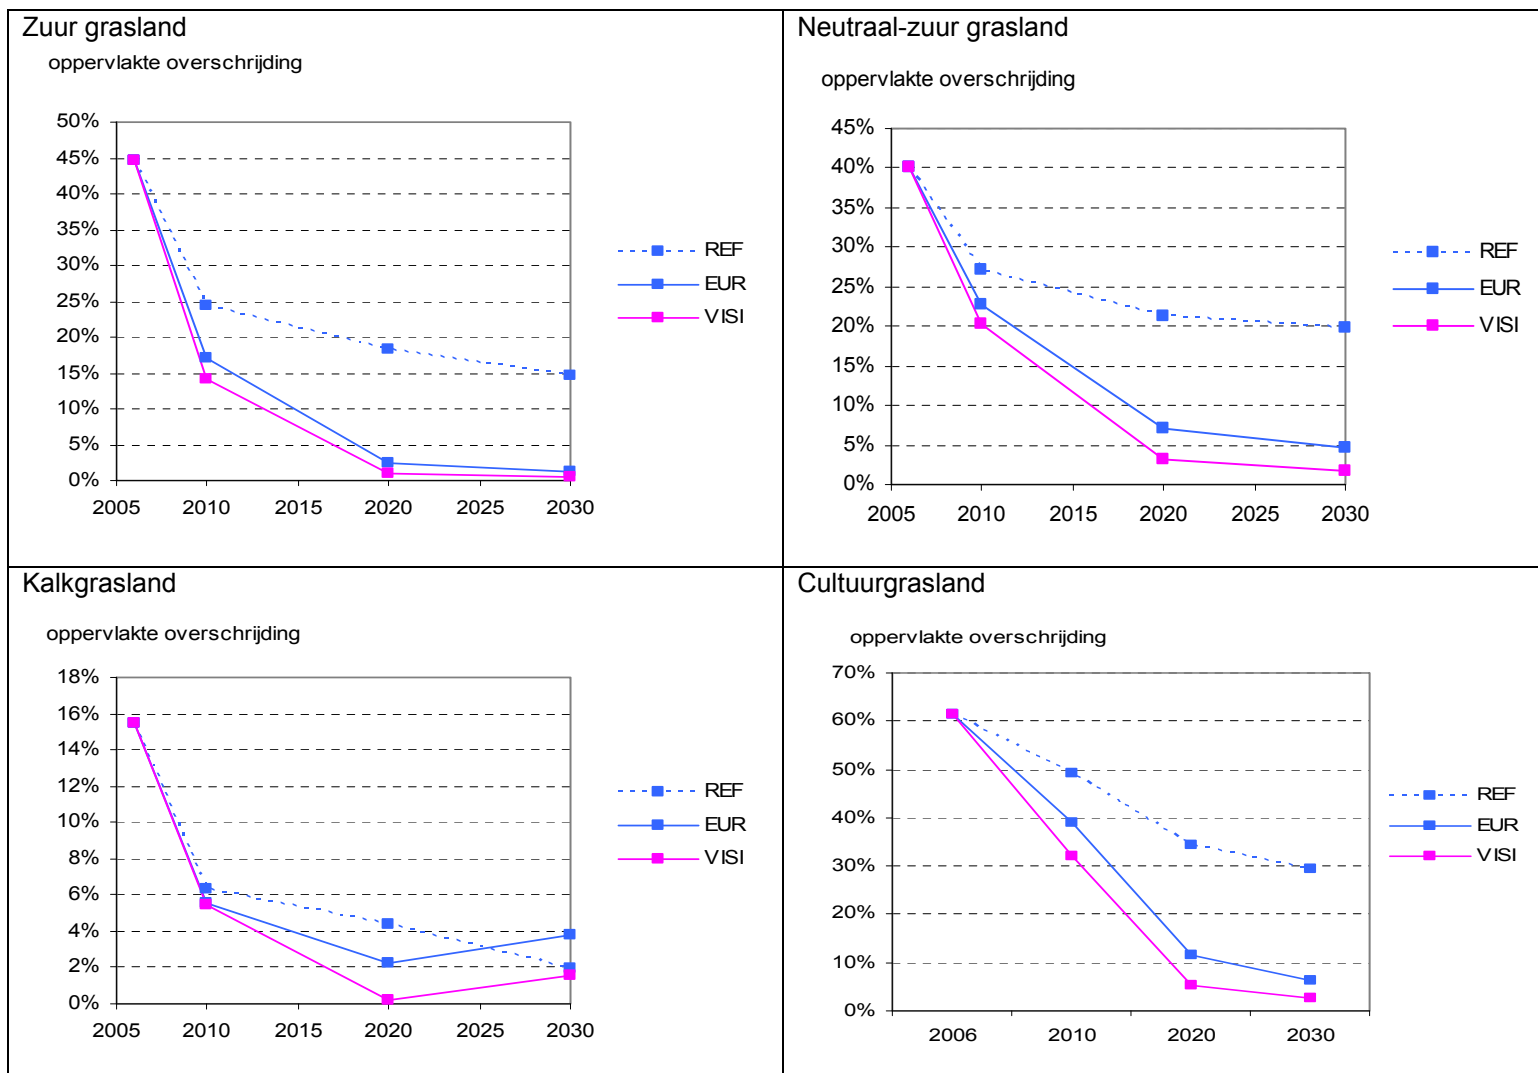 Zuur grasland
oppervlakte overschrijding
50%
45%
40%
35%
30%
25%
20%
15%
10%
5%
0%
2005 2010 2015 2020 2025 2030
REF
EUR
VISI
Neutraal-zuur grasland
oppervlakte overschrijding
45%
40%
35%
30%
25%
20%
15%
10%
5%
0%
2005 2010 2015 2020 2025 2030
REF
EUR
VISI
Kalkgrasland
oppervlakte overschrijding
18%
16%
14%
12%
10%
8%
6%
4%
2%
0%
2005 2010 2015 2020 2025 2030
REF
EUR
VISI
Cultuurgrasland
oppervlakte overschrijding
70%
60%
50%
40%
30%
20%
10%
0%
2006 2010 2020 2030
REF
EUR
VISI